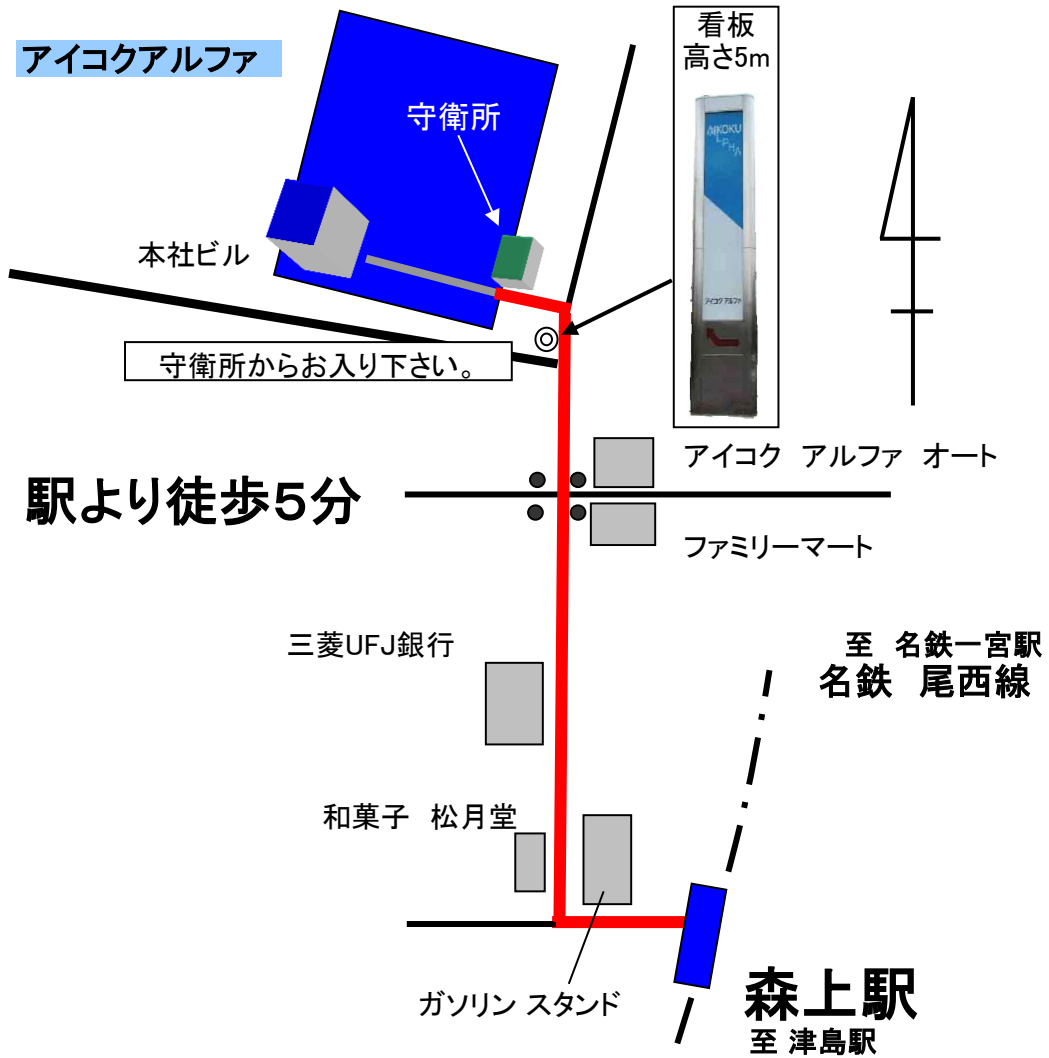 アイコクアルファ
看板
高さ5m
守衛所
AIKOKU
ALPHA
本社ビル
アイコク アルファ
守衛所からお入り下さい。
アイコク アルファ オート
駅より徒歩5分
ファミリーマート
三菱UFJ銀行
至 名鉄一宮駅
名鉄 尾西線
和菓子 松月堂
ガソリン スタンド
森上駅
至 津島駅